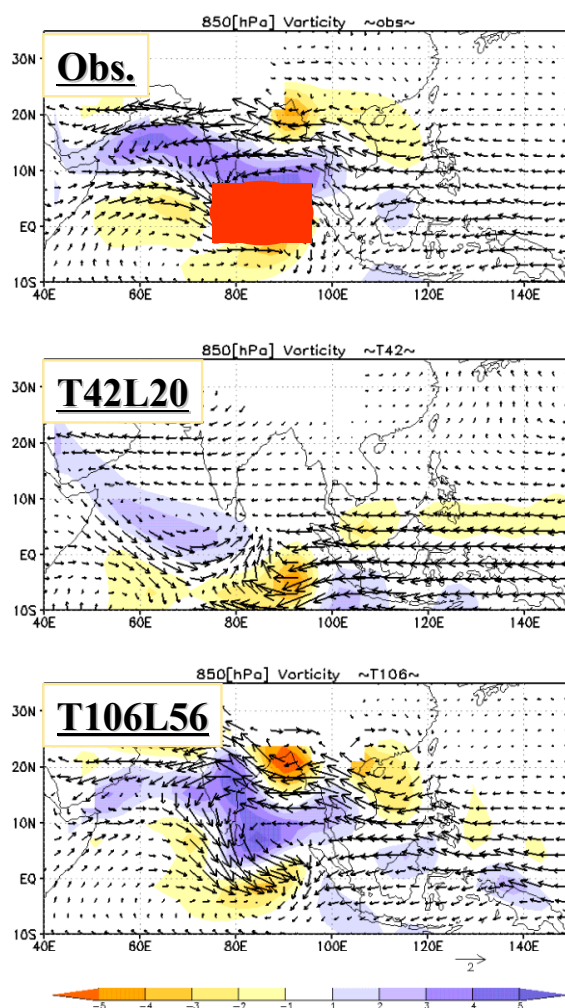 850[hPa] Vorticity ~obs~
Obs.
30N
20N
10N
EQ
10S
40E 60E 80E 100E 120E 140E
850[hPa] Vorticity ~T42~
T42L20
30N
20N
10N
EQ
10S
40E 60E 80E 100E 120E 140E
850[hPa] Vorticity ~T106~
T106L56
30N
20N
10N
EQ
10S
40E 60E 80E 100E 120E 140E
2
-5 -4 -3 -2 -1 1 2 3 4 5